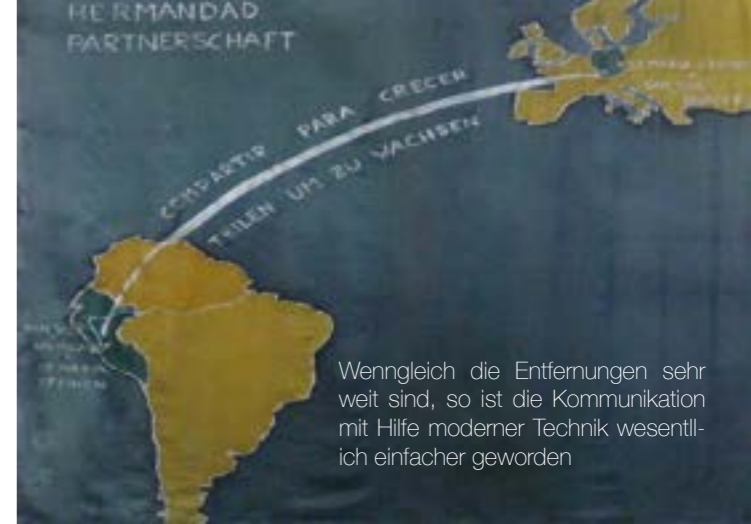 HERMANDAD
PARTNERSCHAFT
COMPARTIR PARA CRECER
TEILEN UM ZU WACHSEN
Wenngleich die Entfernungen sehr
weit sind, so ist die Kommunikation
mit Hilfe moderner Technik wesentll-
ich einfacher geworden